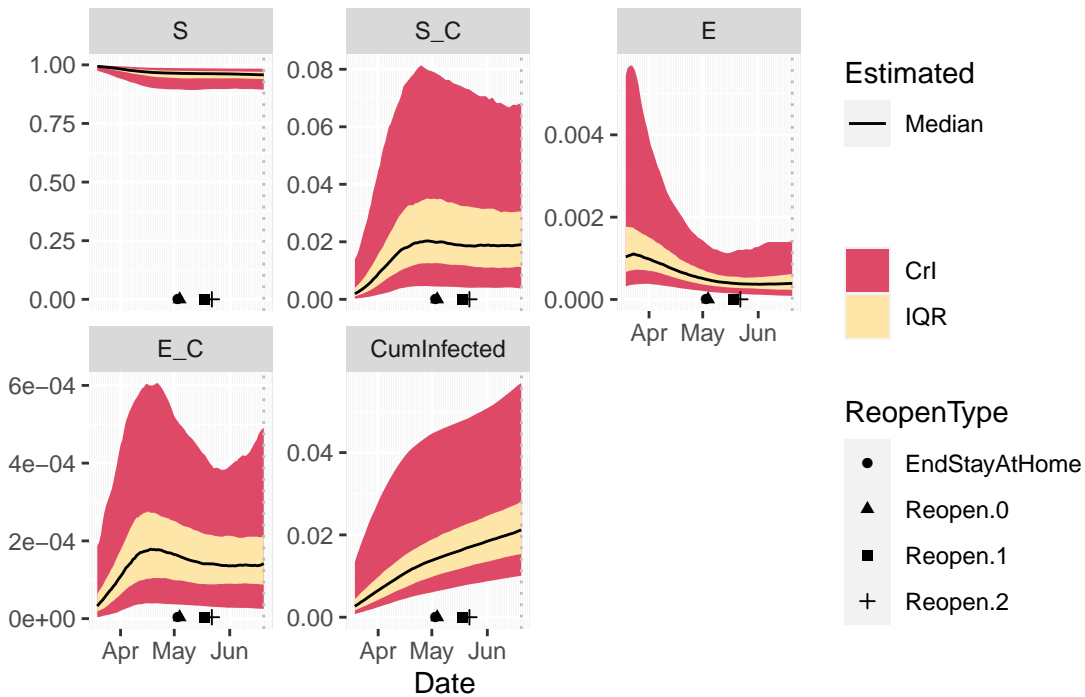 S
S_C
E
1.00
0.75
0.50
0.25
0.00
0.08
0.06
0.04
0.02
0.00
0.004
0.002
0.000
Apr May Jun
E_C
CumInfected
6e−04
4e−04
2e−04
0e+00
0.04
0.02
0.00
Apr May Jun
Apr May Jun
Date
Estimated
Median
CrI
IQR
ReopenType
EndStayAtHome
Reopen.0
Reopen.1
Reopen.2